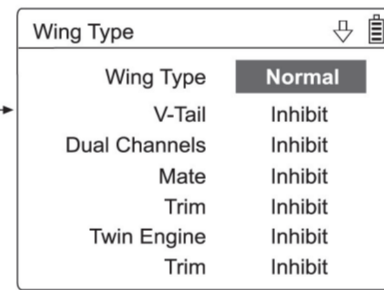 Wing Type
Wing Type Normal
V-Tail Inhibit
Dual Channels Inhibit
Mate Inhibit
Trim Inhibit
Twin Engine Inhibit
Trim Inhibit